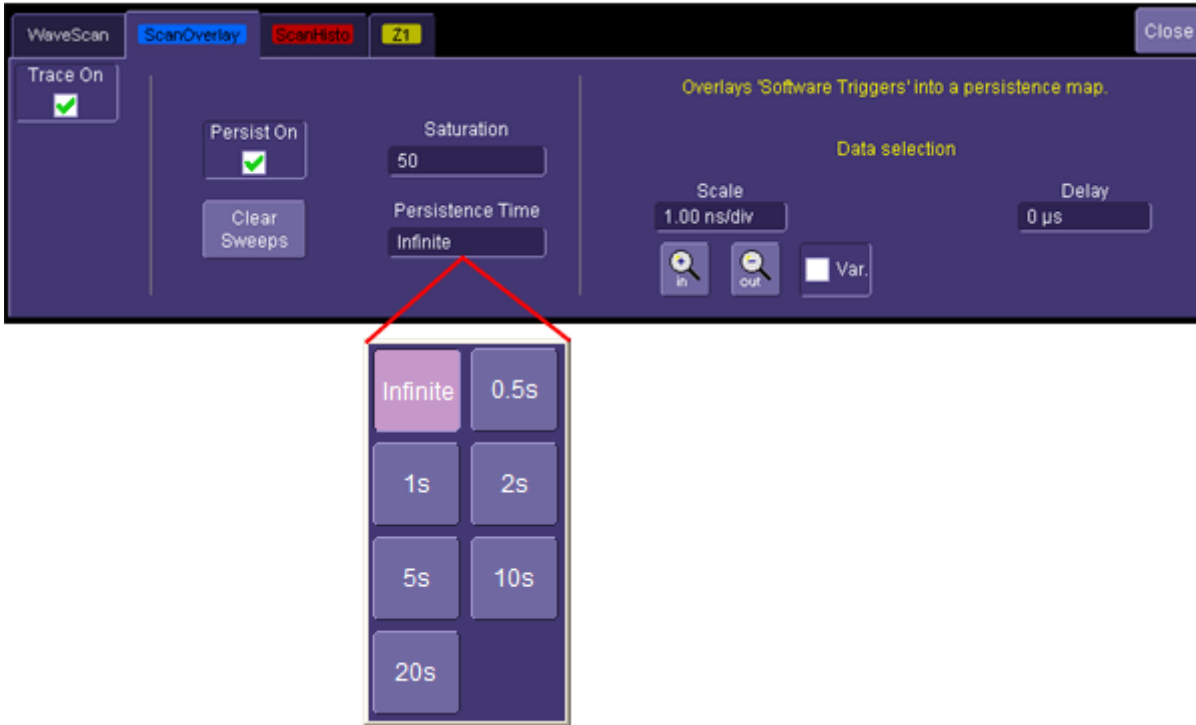 WaveScan ScanOverlay ScanHisto Z1 Close
Trace On
Persist On
Clear
Sweeps
Saturation
50
Persistence Time
Infinite
Overlays 'Software Triggers' into a persistence map.
Data selection
Scale
1.00 ns/div
in
out
Var.
Delay
0 µs
Infinite 0.5s
1s 2s
5s 10s
20s